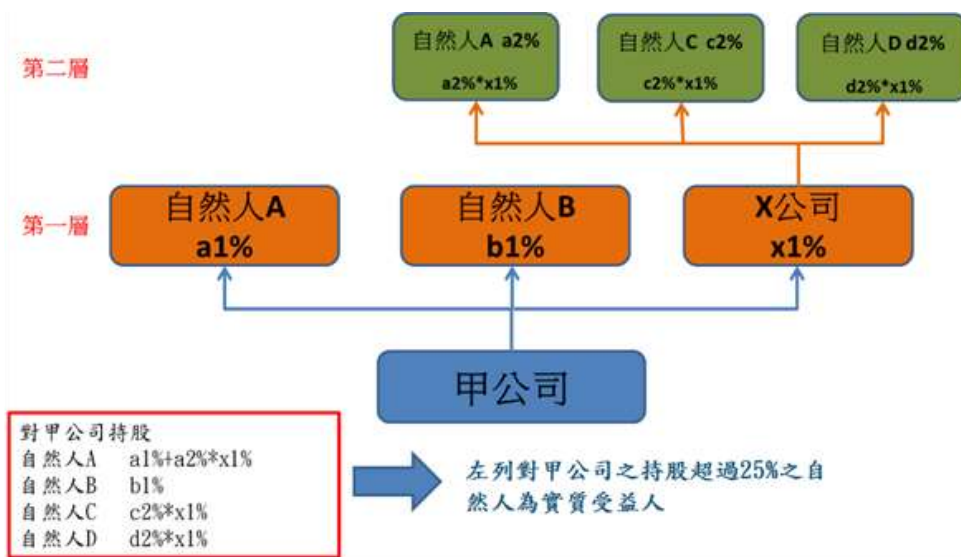 第二層
自然人A a2%
a2%*x1%
自然人C c2%
c2%*x1%
自然人D d2%
d2%*x1%
第一層
自然人A
a1%
自然人B
b1%
X公司
x1%
甲公司
對甲公司持股
自然人A a1%+a2%*x1%
自然人B b1%
自然人C c2%*x1%
自然人D d2%*x1%
左列對甲公司之持股超過25%之自
然人為實質受益人